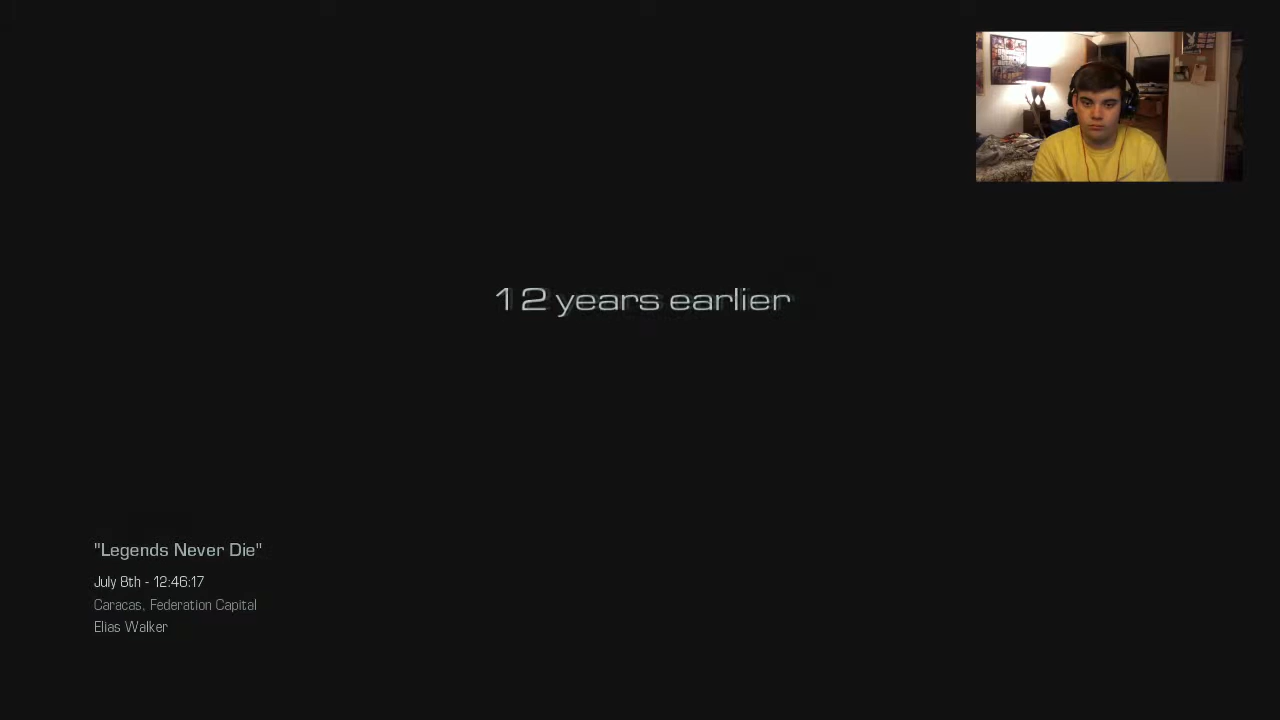 12 years earlier
"Legends Never Die"
July 8th - 12:46:17
Caracas, Federation Capital
Elias Walker